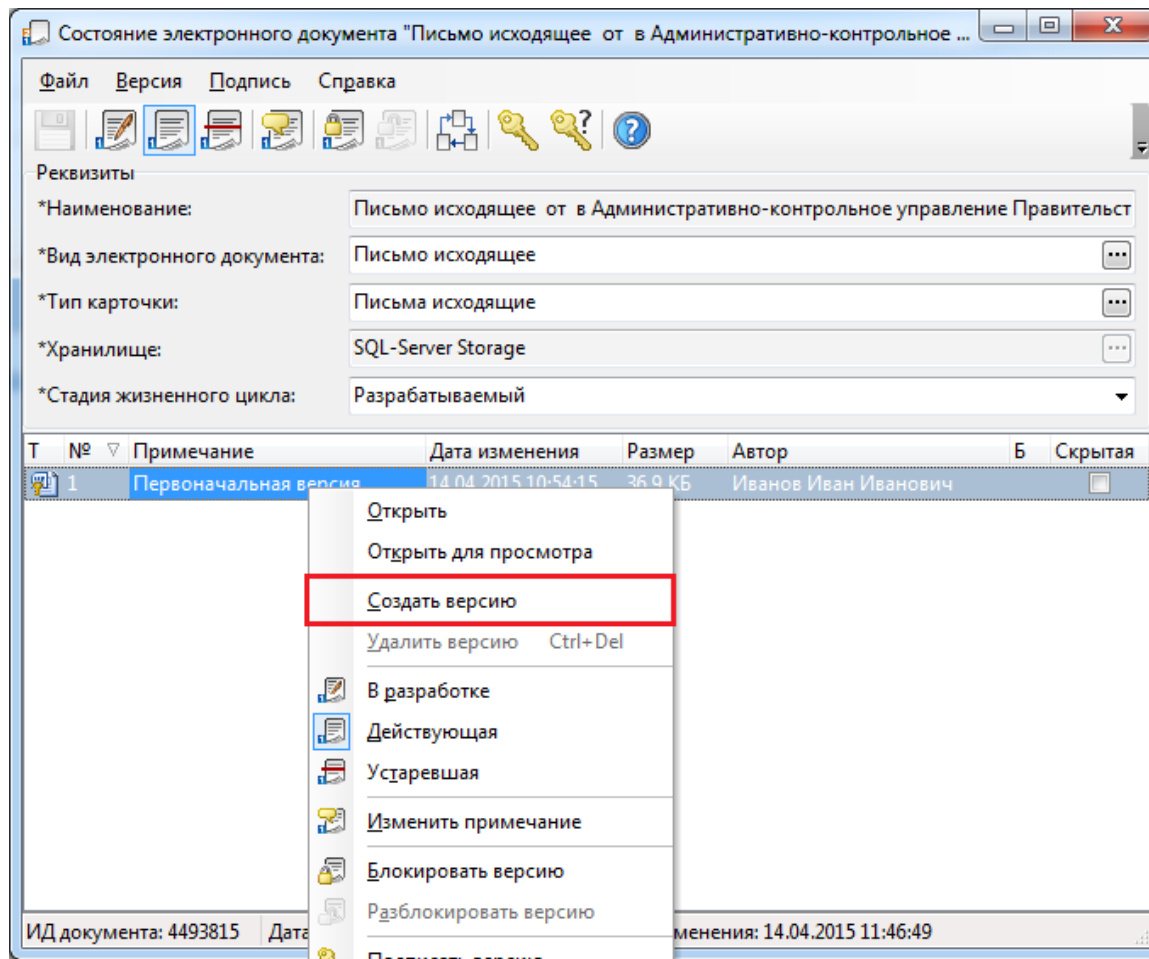 Состояние электронного документа "Письмо исходящее от в Административно-контрольное ...
Файл Версия Подпись Справка
Реквизиты
*Наименование: Письмо исходящее от в Административно-контрольное управление Правительст
*Вид электронного документа: Письмо исходящее
*Тип карточки: Письма исходящие
*Хранилище: SQL-Server Storage
*Стадия жизненного цикла: Разрабатываемый
Т № Примечание Дата изменения Размер Автор Б Скрытая
1 Первоначальная версия 14.04.2015 10:54:15 36,9 КБ Иванов Иван Иванович
Открыть
Открыть для просмотра
Создать версию
Удалить версию Ctrl+Del
В разработке
Действующая
Устаревшая
Изменить примечание
Блокировать версию
Разблокировать версию
Подписать версию
ИД документа: 4493815 Дата менения: 14.04.2015 11:46:49